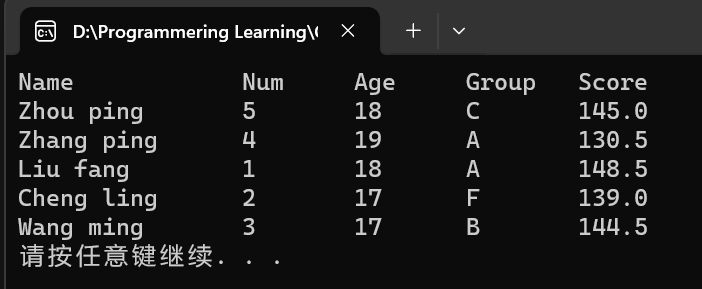 D:\Programmering Learning\C
Name Num Age Group Score
Zhou ping 5 18 C 145.0
Zhang ping 4 19 A 130.5
Liu fang 1 18 A 148.5
Cheng ling 2 17 F 139.0
Wang ming 3 17 B 144.5
请按任意键继续. . .